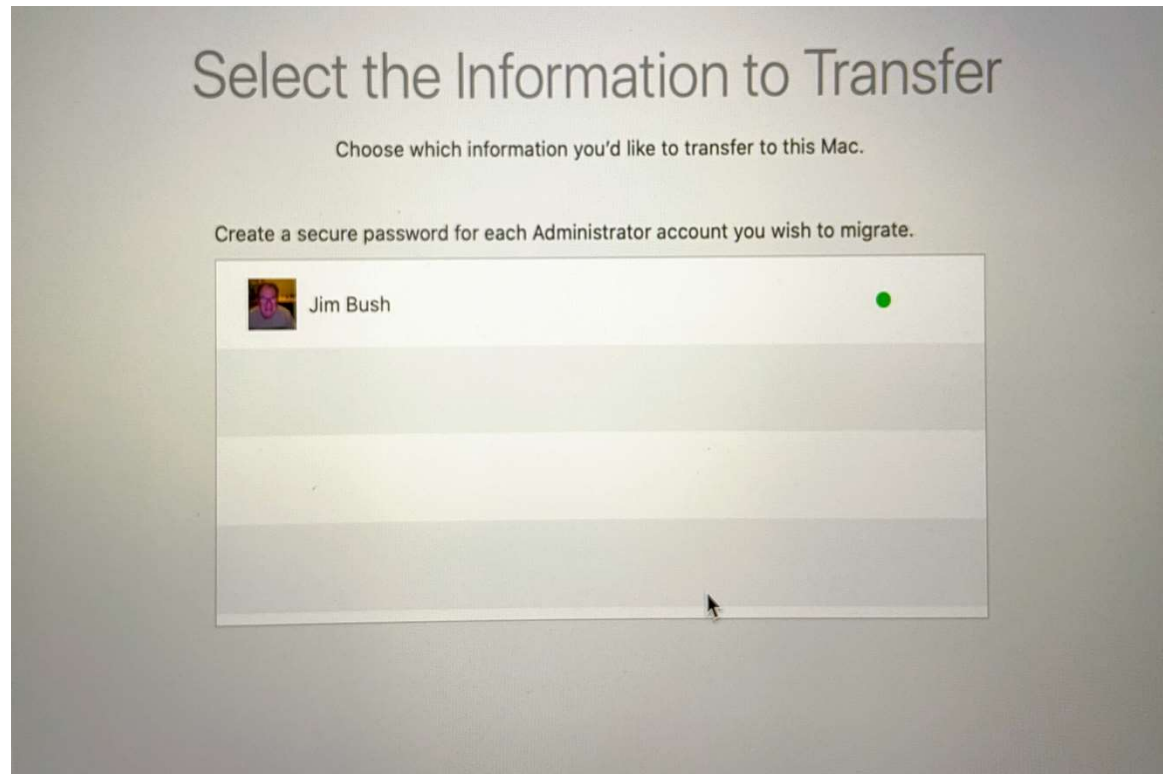 Select the Information to Transfer
Choose which information you'd like to transfer to this Mac.
Create a secure password for each Administrator account you wish to migrate.
Jim Bush